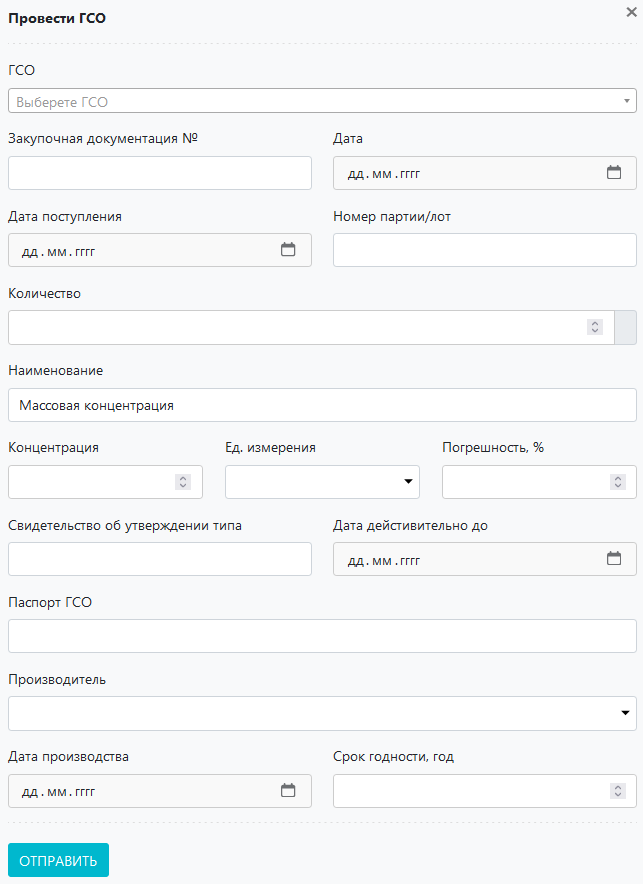 Провести ГСО
ГСО
Выберете ГСО
Закупочная документация № Дата
дд.мм.гггг
Дата поступления Номер партии/лот
дд.мм.гггг
Количество
Наименование
Массовая концентрация
Концентрация Ед. измерения Погрешность, %
Свидетельство об утверждении типа Дата действительно до
дд.мм.гггг
Паспорт ГСО
Производитель
Дата производства Срок годности, год
дд.мм.гггг
ОТПРАВИТЬ